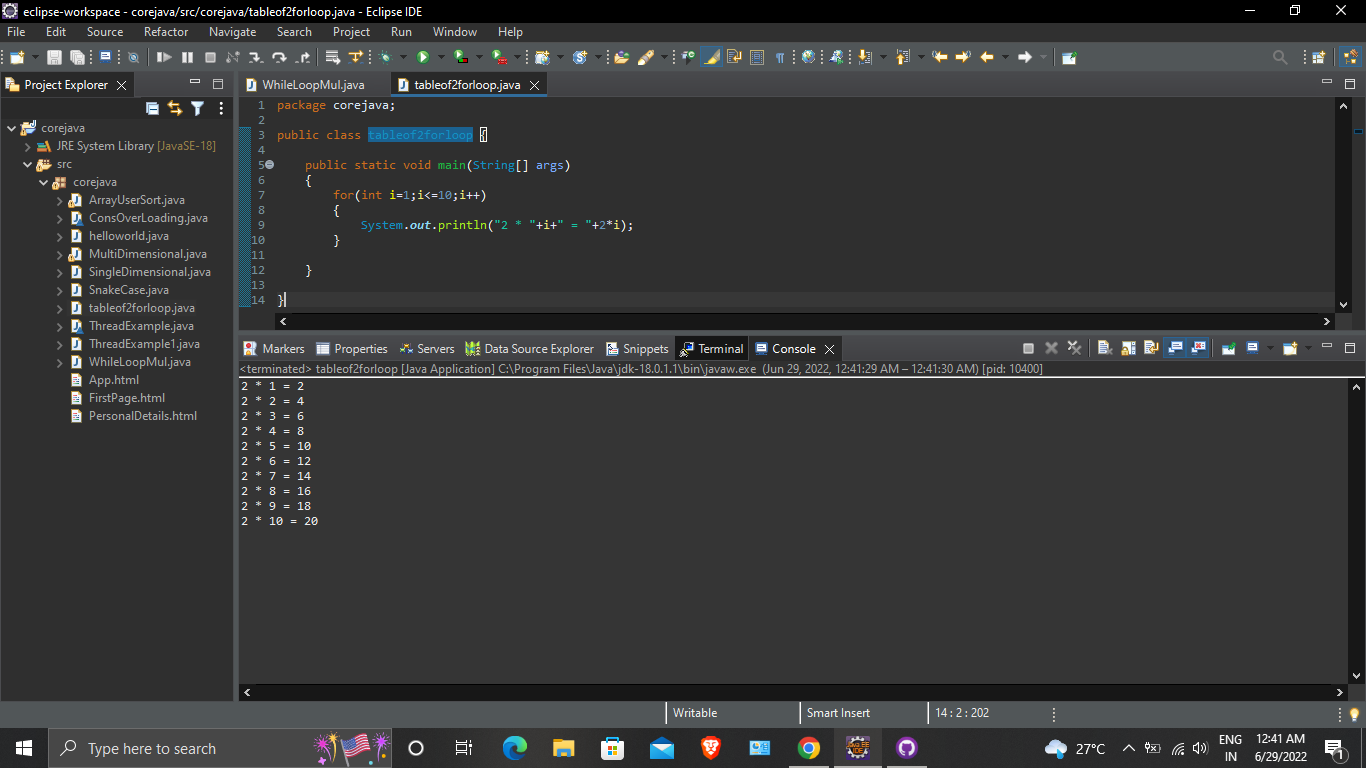 eclipse-workspace - corejava/src/corejava/tableof2forloop.java - Eclipse IDE
File Edit Source Refactor Navigate Search Project Run Window Help
Project Explorer
corejava
JRE System Library [JavaSE-18]
src
corejava
ArrayUserSort.java
ConsOverLoading.java
helloworld.java
MultiDimensional.java
SingleDimensional.java
SnakeCase.java
tableof2forloop.java
ThreadExample.java
ThreadExample1.java
WhileLoopMul.java
App.html
FirstPage.html
PersonalDetails.html
WhileLoopMul.java tableof2forloop.java
1 package corejava;
2
3 public class tableof2forloop {
4
5 public static void main(String[] args)
6 {
7 for(int i=1;i<=10;i++)
8 {
9 System.out.println("2 * "+i+" = "+2*i);
10 }
11
12 }
13
14 }
Markers Properties Servers Data Source Explorer Snippets Terminal Console
<terminated> tableof2forloop [Java Application] C:\Program Files\Java\jdk-18.0.1.1\bin\javaw.exe (Jun 29, 2022, 12:41:29 AM – 12:41:30 AM) [pid: 10400]
2 * 1 = 2
2 * 2 = 4
2 * 3 = 6
2 * 4 = 8
2 * 5 = 10
2 * 6 = 12
2 * 7 = 14
2 * 8 = 16
2 * 9 = 18
2 * 10 = 20
Writable Smart Insert 14 : 2 : 202
Type here to search
27°C
ENG
IN
12:41 AM
6/29/2022
1